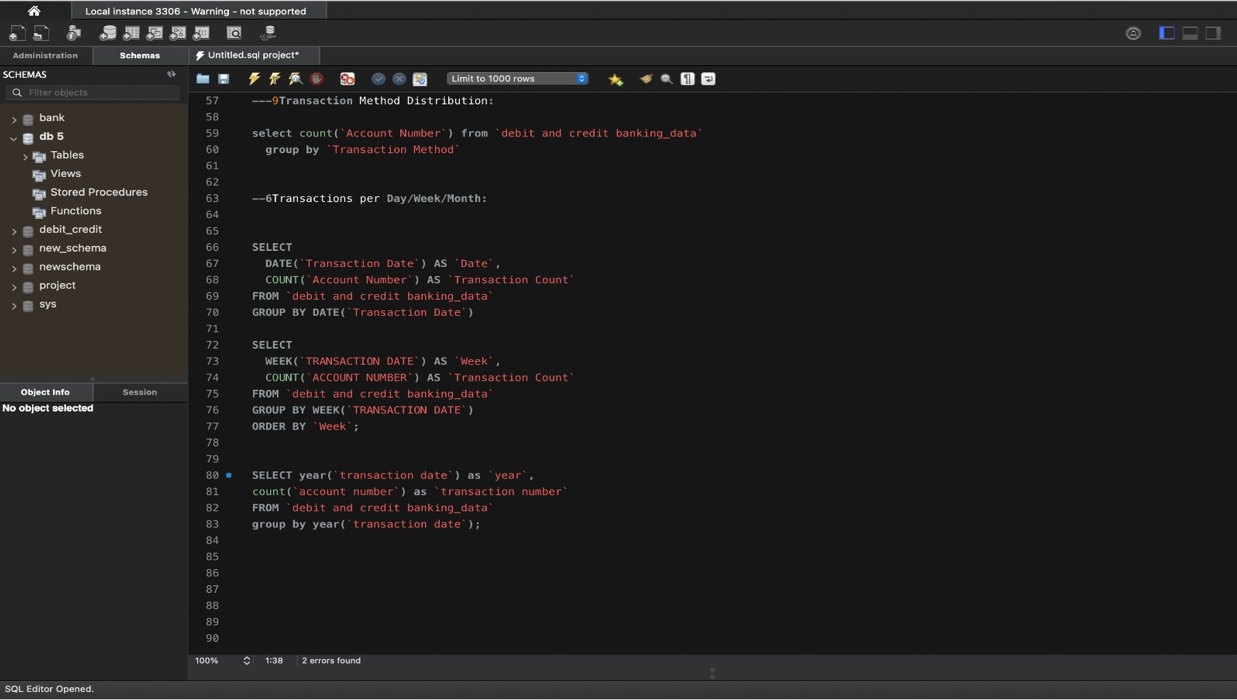 Local instance 3306 - Warning - not supported
Administration
Schemas
Untitled.sql project*
SCHEMAS
Filter objects
bank
db 5
Tables
Views
Stored Procedures
Functions
debit_credit
new_schema
newschema
project
sys
Object Info
Session
No object selected
Limit to 1000 rows
57 ---9Transaction Method Distribution:
58
59 select count(`Account Number`) from `debit and credit banking_data`
60 group by `Transaction Method`
61
62
63 --6Transactions per Day/Week/Month:
64
65
66 SELECT
67 DATE(`Transaction Date`) AS `Date`,
68 COUNT(`Account Number`) AS `Transaction Count`
69 FROM `debit and credit banking_data`
70 GROUP BY DATE(`Transaction Date`)
71
72 SELECT
73 WEEK(`TRANSACTION DATE`) AS `Week`,
74 COUNT(`ACCOUNT NUMBER`) AS `Transaction Count`
75 FROM `debit and credit banking_data`
76 GROUP BY WEEK(`TRANSACTION DATE`)
77 ORDER BY `Week`;
78
79
80 SELECT year(`transaction date`) as `year`,
81 count(`account number`) as `transaction number`
82 FROM `debit and credit banking_data`
83 group by year(`transaction date`);
84
85
86
87
88
89
90
100%
1:38
2 errors found
SQL Editor Opened.